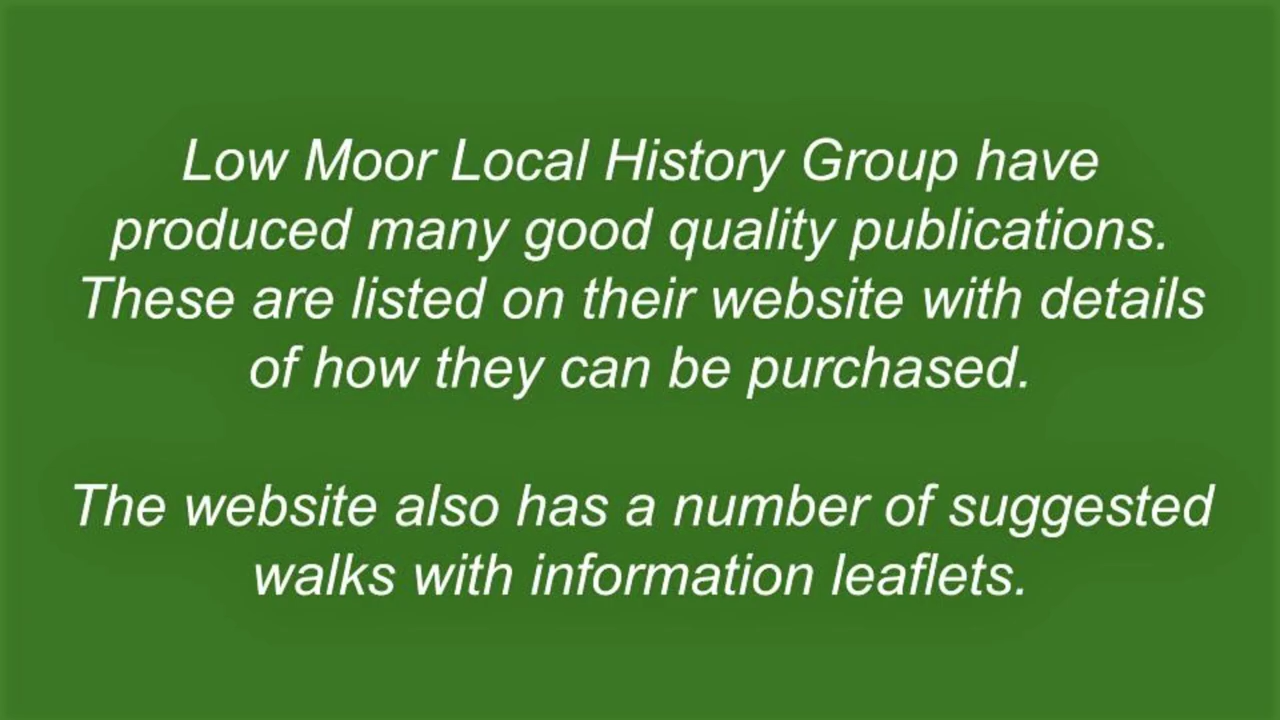 Low Moor Local History Group have
produced many good quality publications.
These are listed on their website with details
of how they can be purchased.
The website also has a number of suggested
walks with information leaflets.